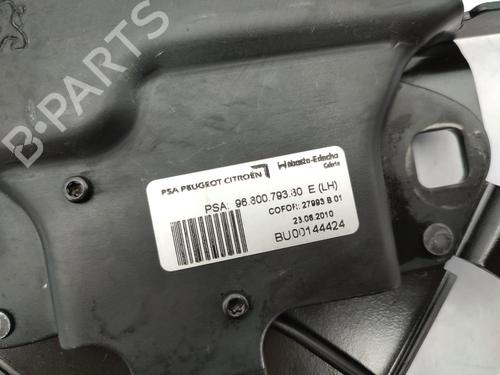 B-PARTS
PSA PEUGEOT CITROËN Webasto-Edscha
Cabrio
PSA: 96.800.793.80 E (LH)
COFOR: 27993 B 01
23.06.2010
BU00144424